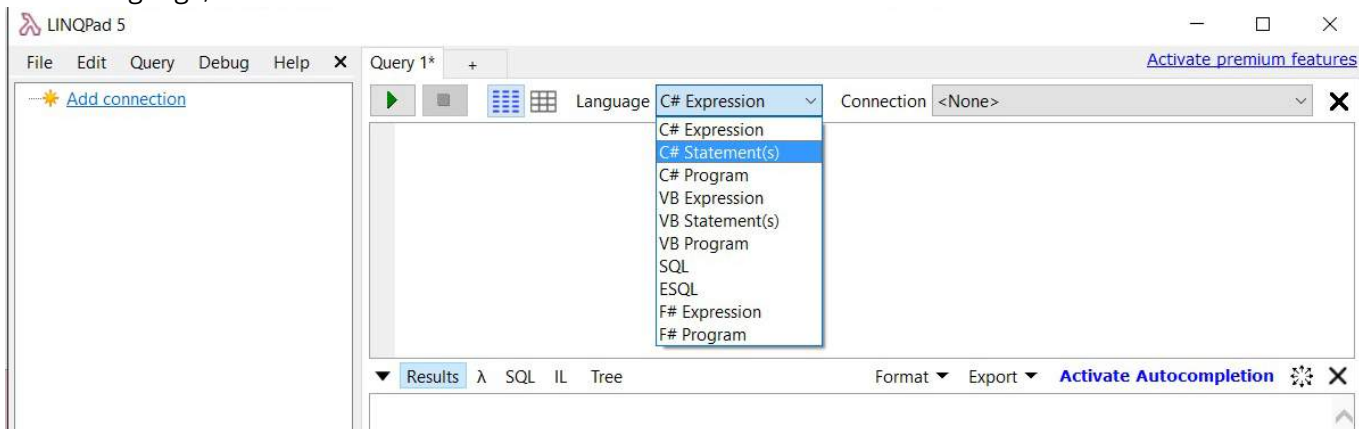 LINQPad 5
File Edit Query Debug Help
Query 1* +
Activate premium features
Add connection
Language C# Expression Connection <None>
C# Expression
C# Statement(s)
C# Program
VB Expression
VB Statement(s)
VB Program
SQL
ESQL
F# Expression
F# Program
Results λ SQL IL Tree Format Export Activate Autocompletion